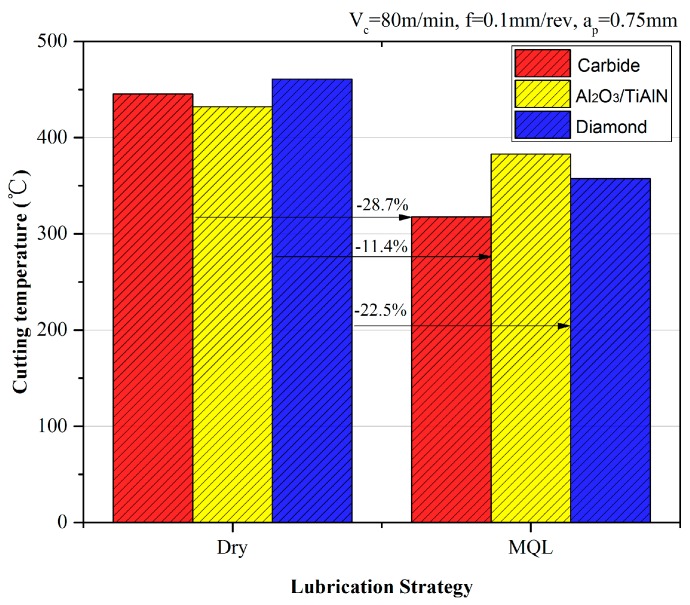 Vc=80m/min, f=0.1mm/rev, ap=0.75mm
500
400
300
200
100
0
Cutting temperature (℃)
Carbide
Al2O3/TiAlN
Diamond
-28.7%
-11.4%
-22.5%
Dry
MQL
Lubrication Strategy